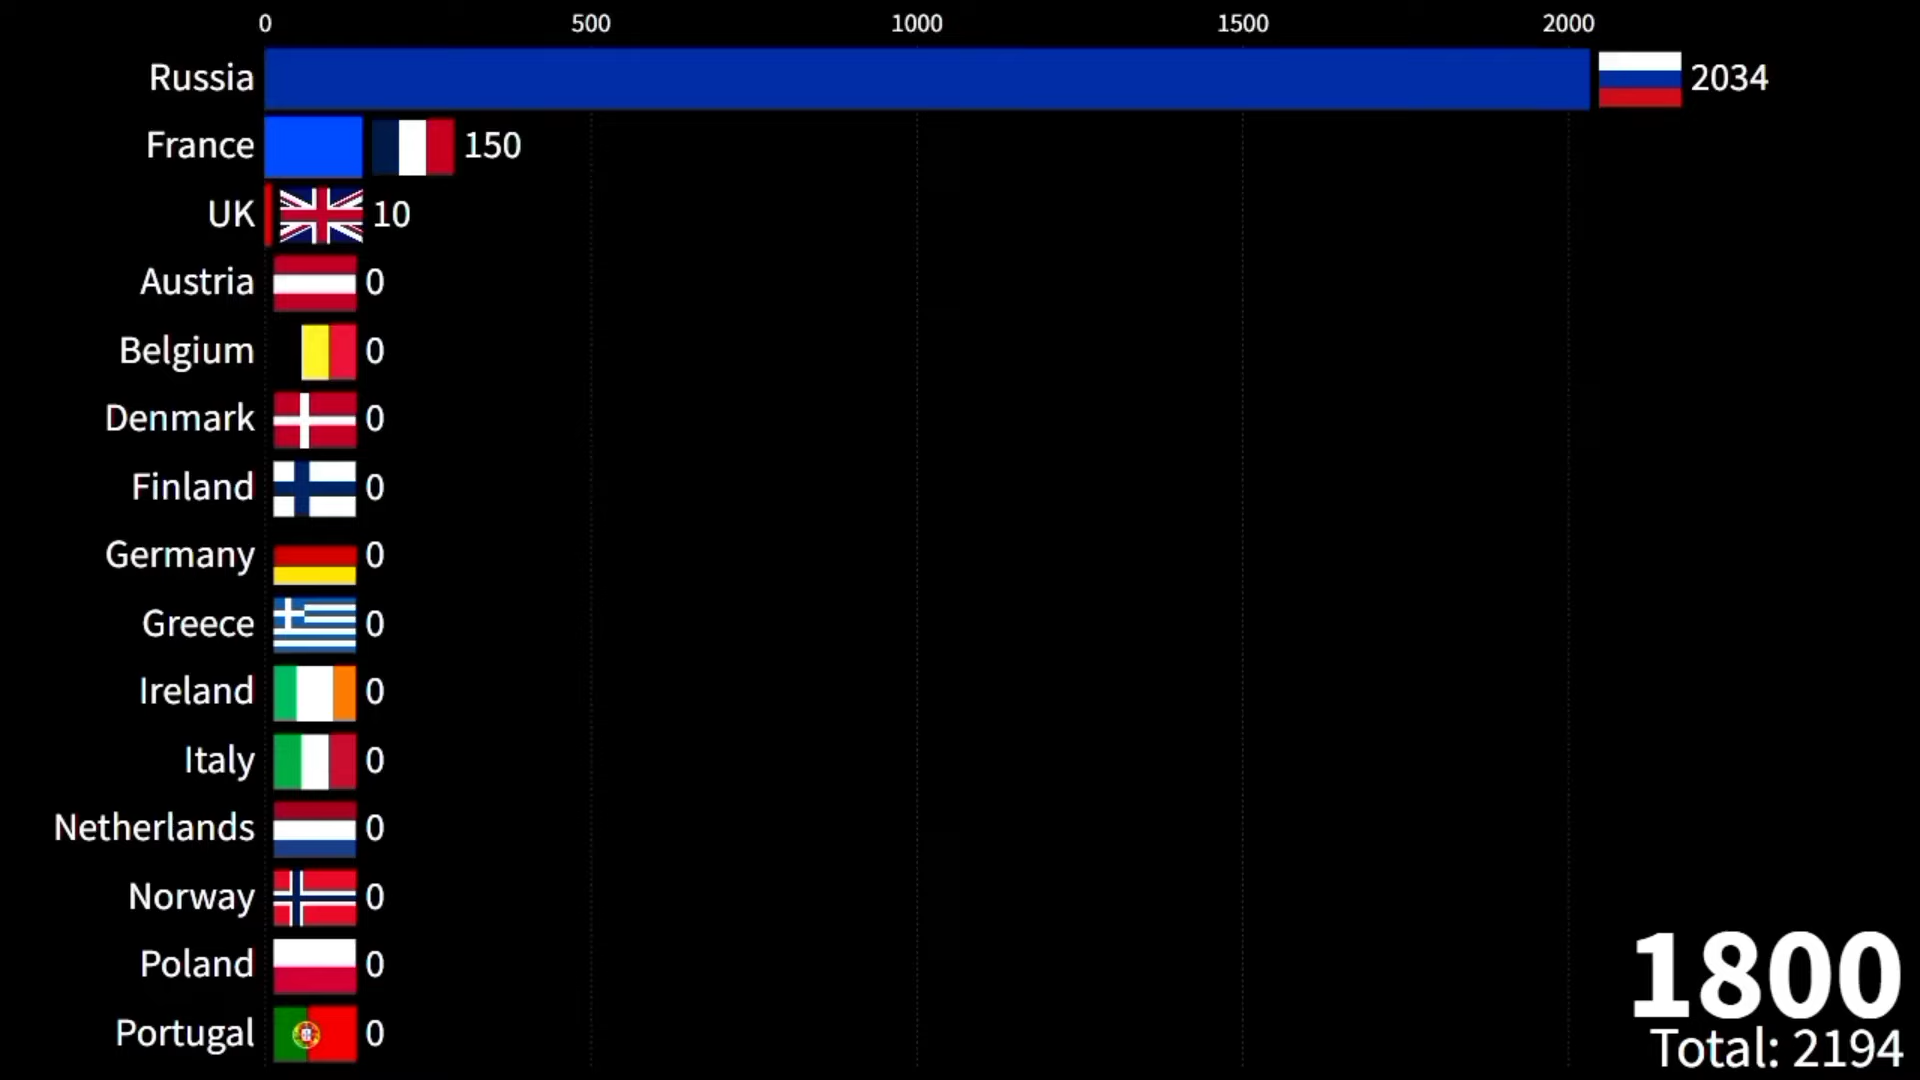 0 500 1000 1500 2000
Russia 2034
France 150
UK 10
Austria 0
Belgium 0
Denmark 0
Finland 0
Germany 0
Greece 0
Ireland 0
Italy 0
Netherlands 0
Norway 0
Poland 0
Portugal 0
1800
Total: 2194